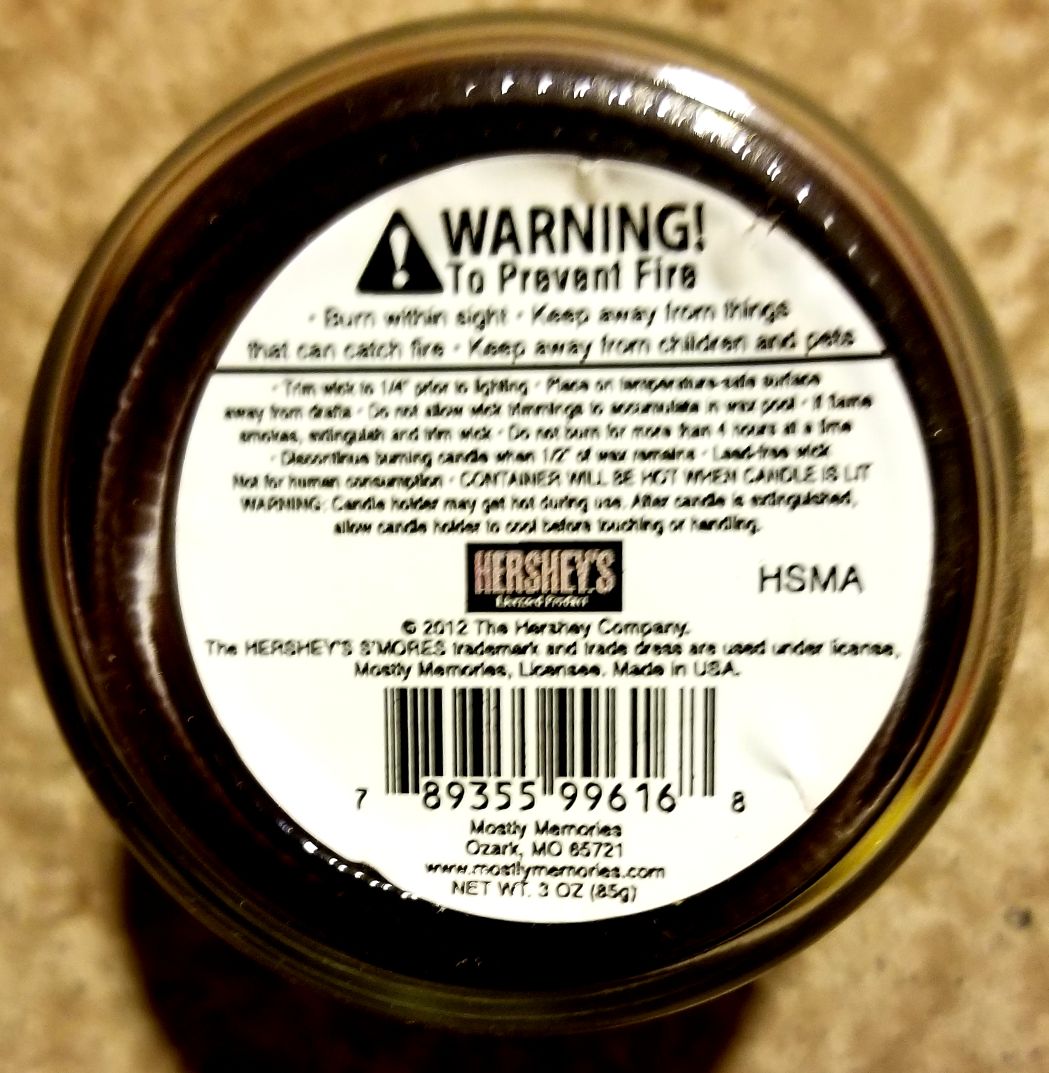 WARNING!
To Prevent Fire
• Burn within sight • Keep away from things
that can catch fire • Keep away from children and pets
• Trim wick to 1/4" prior to lighting • Place on temperature-safe surface
away from drafts • Do not allow wick trimmings to accumulate in wax pool • If flame
smokes, extinguish and trim wick • Do not burn for more than 4 hours at a time
• Discontinue burning candle when 1/2" of wax remains • Lead-free wick
Not for human consumption • CONTAINER WILL BE HOT WHEN CANDLE IS LIT
WARNING: Candle holder may get hot during use. After candle is extinguished,
allow candle holder to cool before touching or handling.
HERSHEY'S
Licensed Product
HSMA
© 2012 The Hershey Company.
The HERSHEY'S S'MORES trademark and trade dress are used under license,
Mostly Memories, Licensee. Made in USA.
7 89355 99616 8
Mostly Memories
Ozark, MO 65721
www.mostlymemories.com
NET WT. 3 OZ (85g)